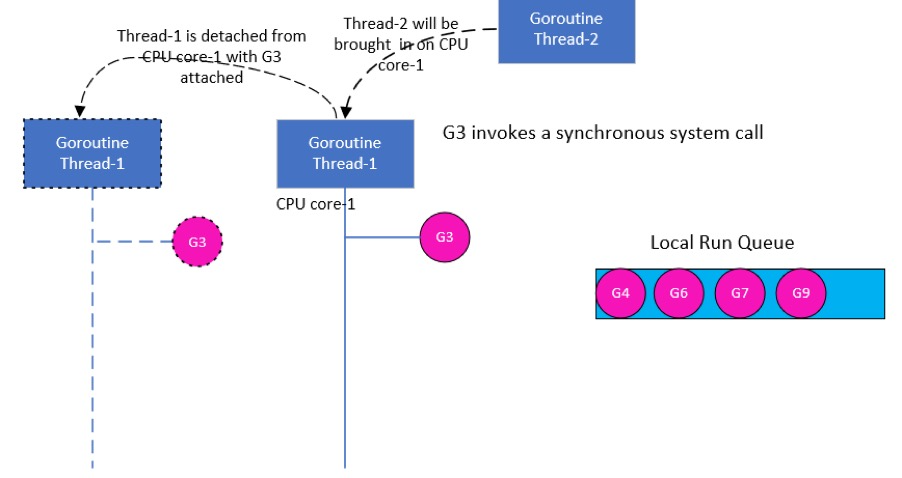 Thread-1 is detached from
CPU core-1 with G3
attached
Thread-2 will be
brought in on CPU
core-1
Goroutine
Thread-2
Goroutine
Thread-1
Goroutine
Thread-1
G3 invokes a synchronous system call
CPU core-1
G3
G3
Local Run Queue
G4 G6 G7 G9